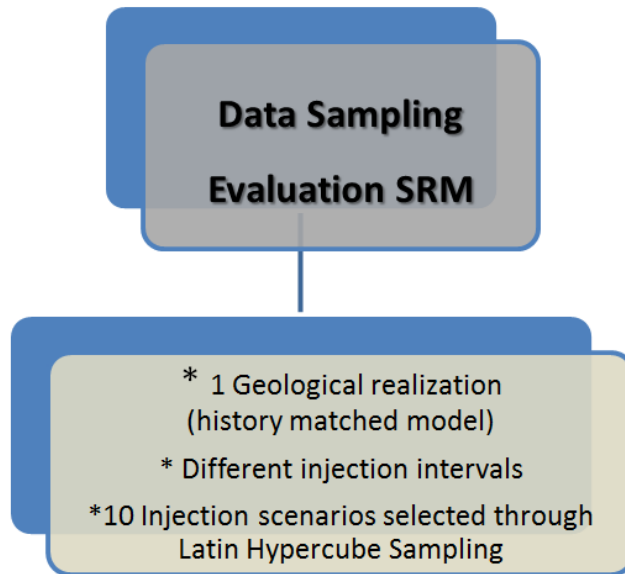 Data Sampling
Evaluation SRM
* 1 Geological realization
(history matched model)
* Different injection intervals
*10 Injection scenarios selected through
Latin Hypercube Sampling